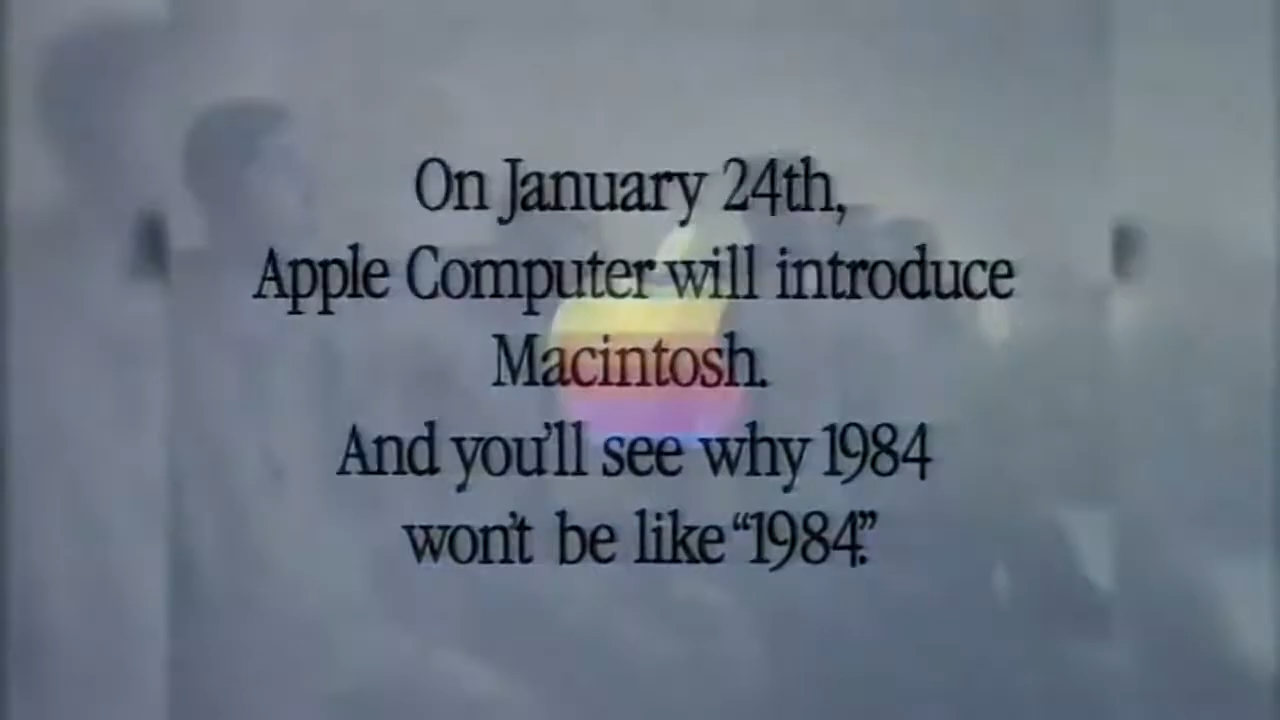 On January 24th,
Apple Computer will introduce
Macintosh.
And you'll see why 1984
won't be like “1984.”